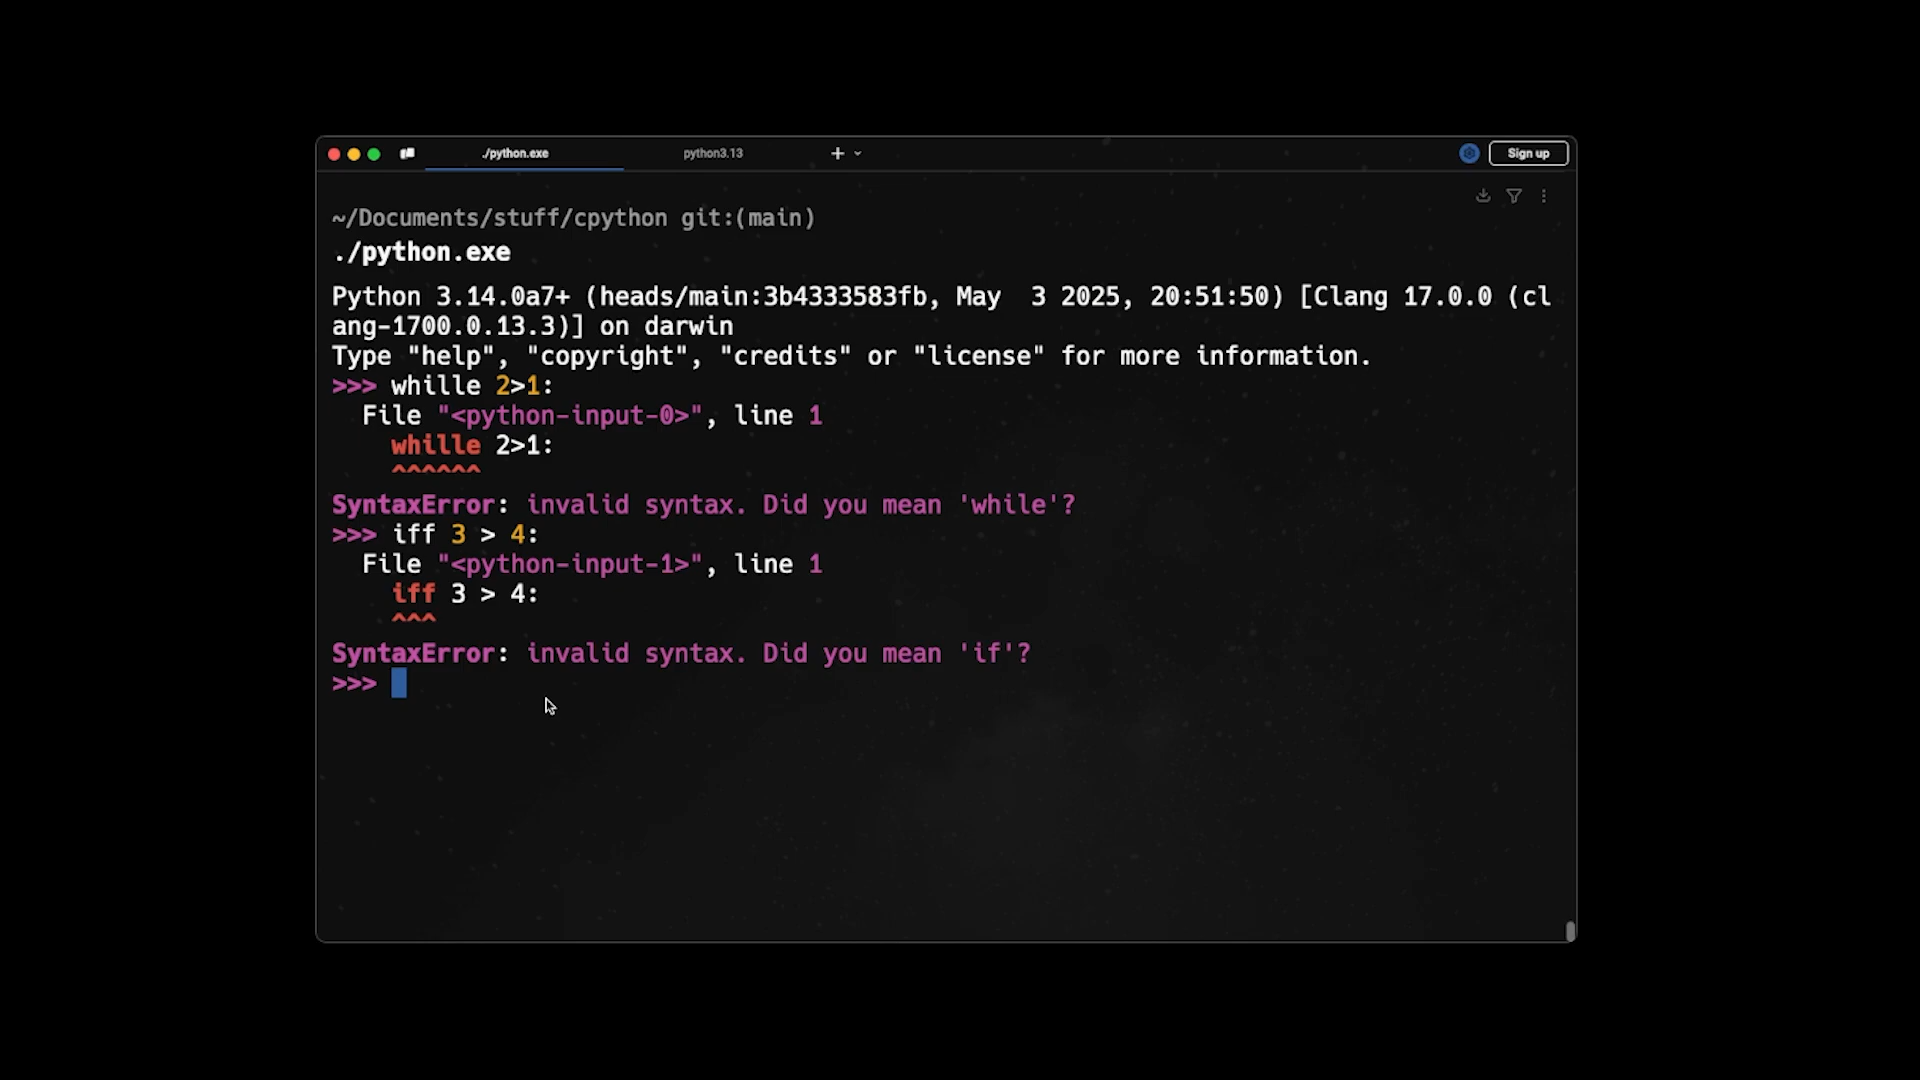 ./python.exe
python3.13
Sign up
~/Documents/stuff/cpython git:(main)
./python.exe
Python 3.14.0a7+ (heads/main:3b4333583fb, May  3 2025, 20:51:50) [Clang 17.0.0 (cl
ang-1700.0.13.3)] on darwin
Type "help", "copyright", "credits" or "license" for more information.
>>> whille 2>1:
  File "<python-input-0>", line 1
    whille 2>1:
    ^^^^^^
SyntaxError: invalid syntax. Did you mean 'while'?
>>> iff 3 > 4:
  File "<python-input-1>", line 1
    iff 3 > 4:
    ^^^
SyntaxError: invalid syntax. Did you mean 'if'?
>>>